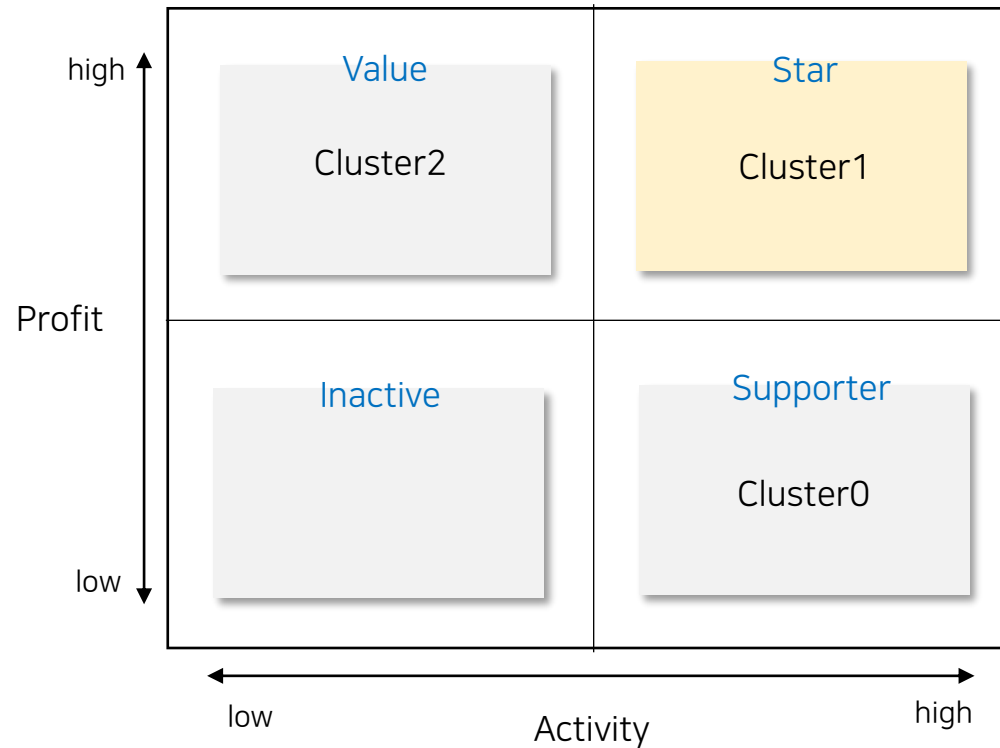 high
Value
Star
Cluster2
Cluster1
Profit
Inactive
Supporter
Cluster0
low
low
Activity
high